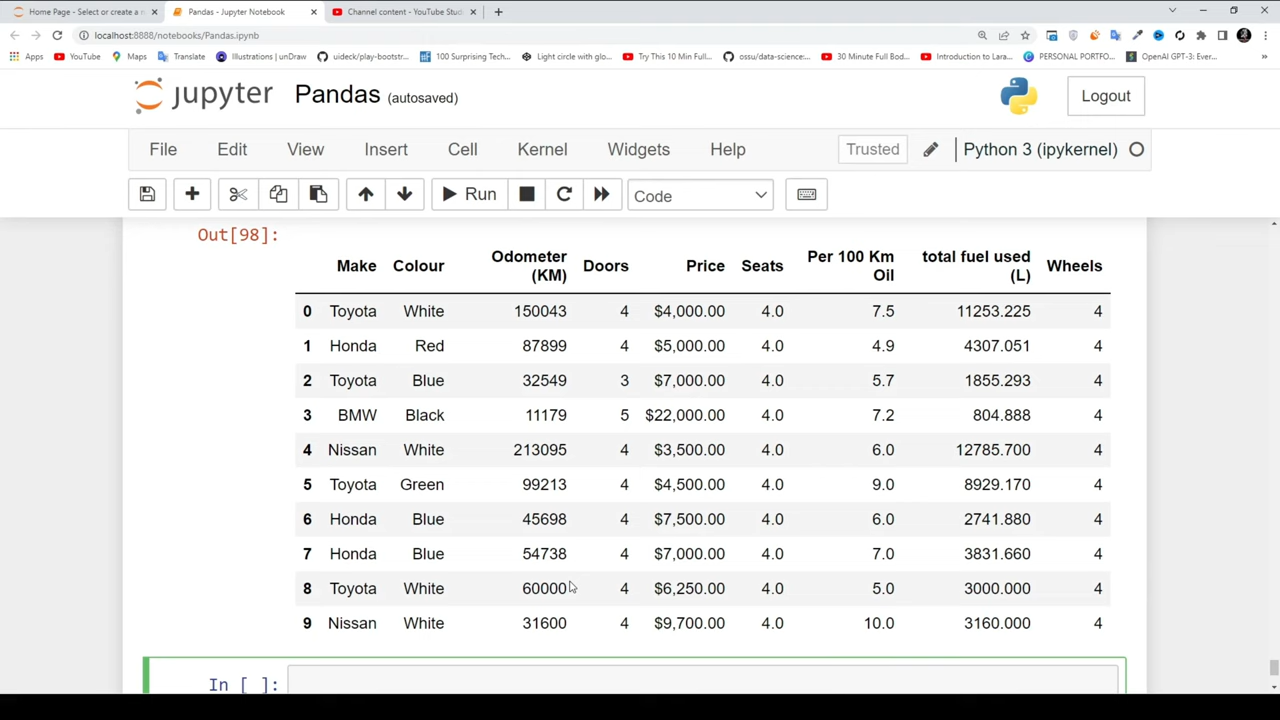 Home Page - Select or create a n
Pandas - Jupyter Notebook
Channel content - YouTube Stud
localhost:8888/notebooks/Pandas.ipynb
Apps YouTube Maps Translate Illustrations | unDraw uideck/play-bootstr... 100 Surprising Tech... Light circle with glo... Try This 10 Min Full... ossu/data-science:... 30 Minute Full Bod... Introduction to Lara... PERSONAL PORTFO... OpenAI GPT-3: Ever...
jupyter Pandas (autosaved) Logout
File Edit View Insert Cell Kernel Widgets Help Trusted Python 3 (ipykernel)
Run Code
Out[98]:
Make Colour Odometer (KM) Doors Price Seats Per 100 Km Oil total fuel used (L) Wheels
0 Toyota White 150043 4 $4,000.00 4.0 7.5 11253.225 4
1 Honda Red 87899 4 $5,000.00 4.0 4.9 4307.051 4
2 Toyota Blue 32549 3 $7,000.00 4.0 5.7 1855.293 4
3 BMW Black 11179 5 $22,000.00 4.0 7.2 804.888 4
4 Nissan White 213095 4 $3,500.00 4.0 6.0 12785.700 4
5 Toyota Green 99213 4 $4,500.00 4.0 9.0 8929.170 4
6 Honda Blue 45698 4 $7,500.00 4.0 6.0 2741.880 4
7 Honda Blue 54738 4 $7,000.00 4.0 7.0 3831.660 4
8 Toyota White 60000 4 $6,250.00 4.0 5.0 3000.000 4
9 Nissan White 31600 4 $9,700.00 4.0 10.0 3160.000 4
In [ ]: